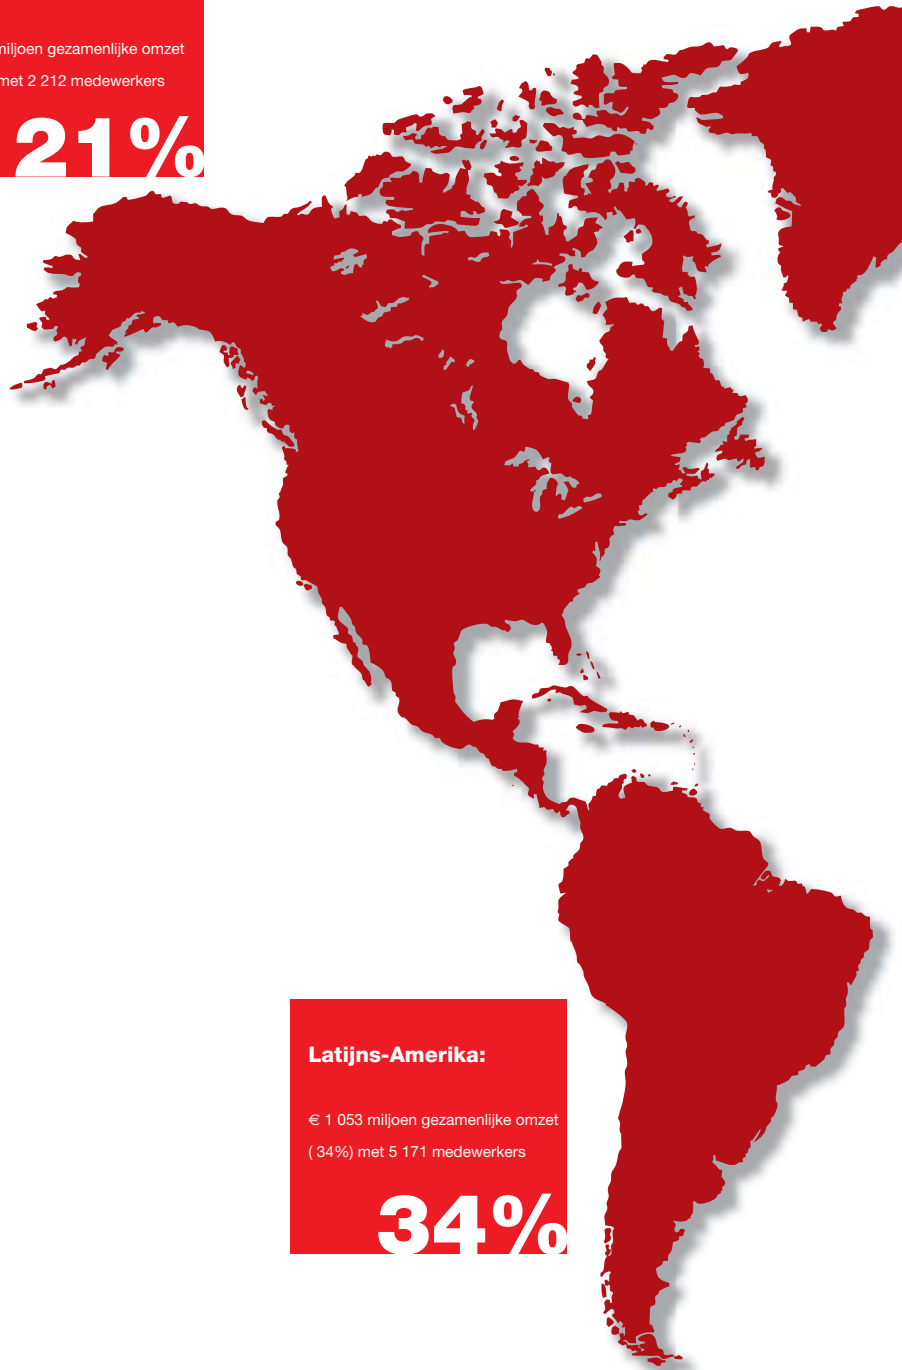 miljoen gezamenlijke omzet
met 2 212 medewerkers
21%
Latijns-Amerika:
€ 1 053 miljoen gezamenlijke omzet
( 34%) met 5 171 medewerkers
34%